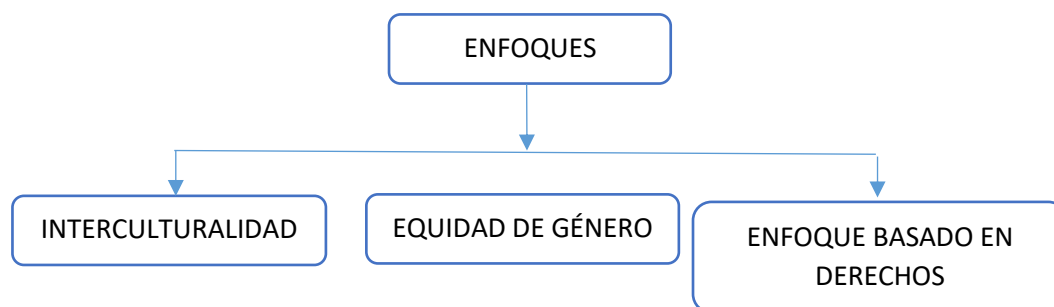 ENFOQUES
INTERCULTURALIDAD
EQUIDAD DE GÉNERO
ENFOQUE BASADO EN
DERECHOS